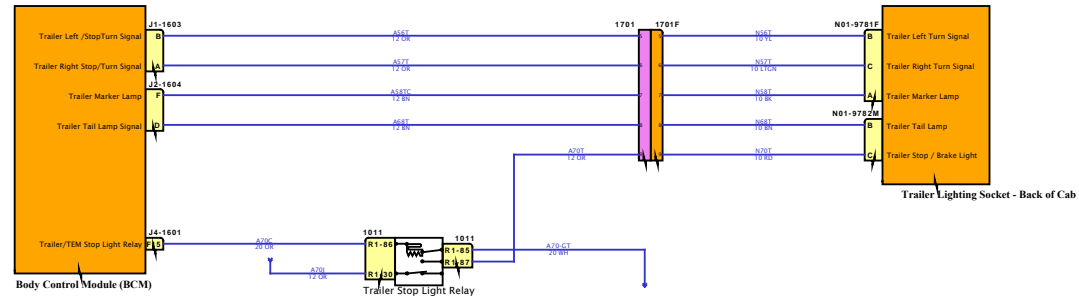 J1-1603
1701
1701F
N01-9781F
Trailer Left /StopTurn Signal
B
A56T
12 OR
N56T
10 YL
B
Trailer Left Turn Signal
Trailer Right Stop/Turn Signal
A
A57T
12 OR
N57T
10 LTGN
C
Trailer Right Turn Signal
J2-1604
Trailer Marker Lamp
F
A58TC
12 BN
N58T
10 BK
A
Trailer Marker Lamp
N01-9782M
Trailer Tail Lamp Signal
D
A68T
12 BN
N68T
10 BN
B
Trailer Tail Lamp
A70T
12 OR
N70T
10 RD
C
Trailer Stop / Brake Light
Trailer Lighting Socket - Back of Cab
J4-1601
1011
1011
Trailer/TEM Stop Light Relay
F15
A70C
20 OR
R1-86
R1-85
A70-GT
20 WH
R1-87
A70J
12 OR
R1-30
Body Control Module (BCM)
Trailer Stop Light Relay